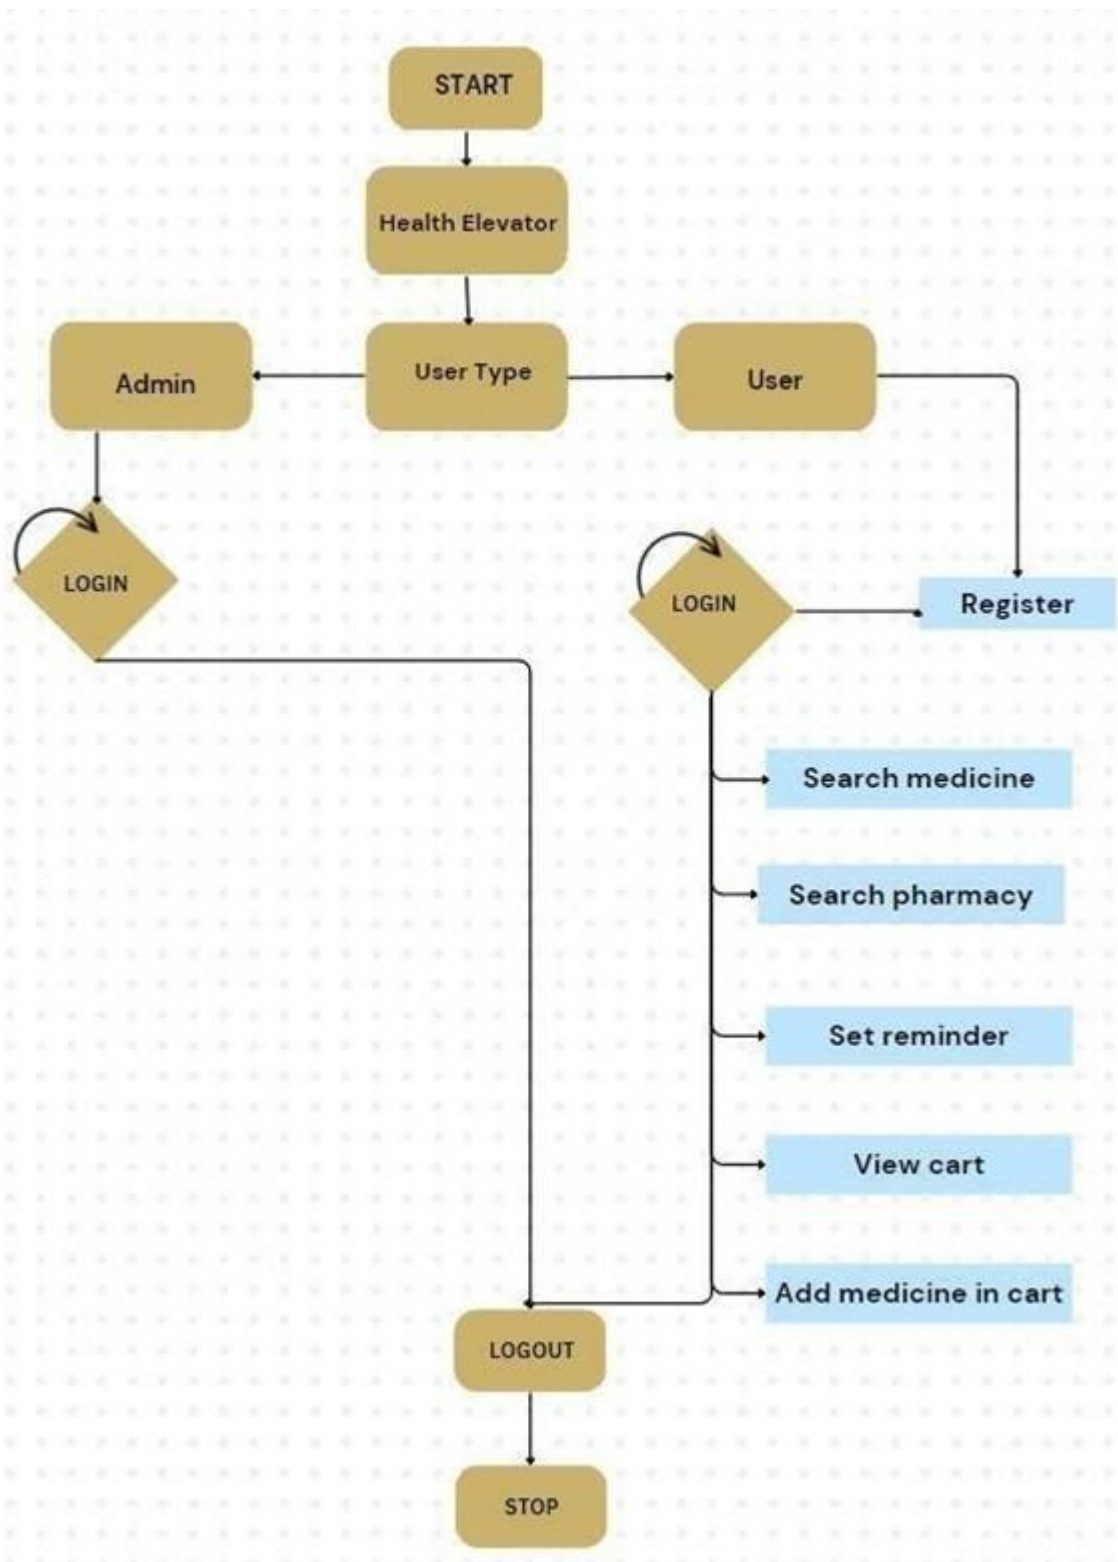 START
Health Elevator
Admin
User Type
User
LOGIN
LOGIN
Register
Search medicine
Search pharmacy
Set reminder
View cart
Add medicine in cart
LOGOUT
STOP